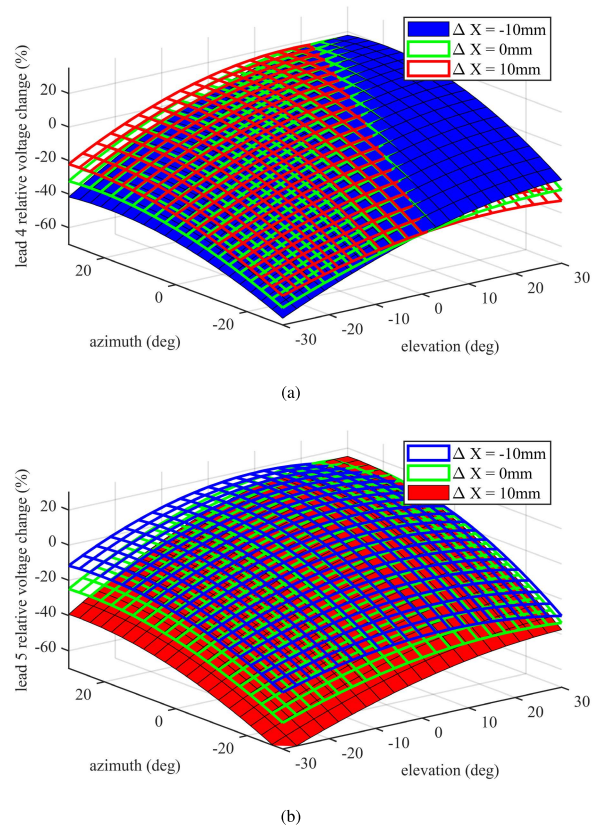 Δ X = -10mm
Δ X = 0mm
Δ X = 10mm
lead 4 relative voltage change (%)
20
0
-20
-40
-60
20
0
-20
azimuth (deg)
-30
-20
-10
0
10
20
30
elevation (deg)
(a)
Δ X = -10mm
Δ X = 0mm
Δ X = 10mm
lead 5 relative voltage change (%)
20
0
-20
-40
-60
20
0
-20
azimuth (deg)
-30
-20
-10
0
10
20
30
elevation (deg)
(b)